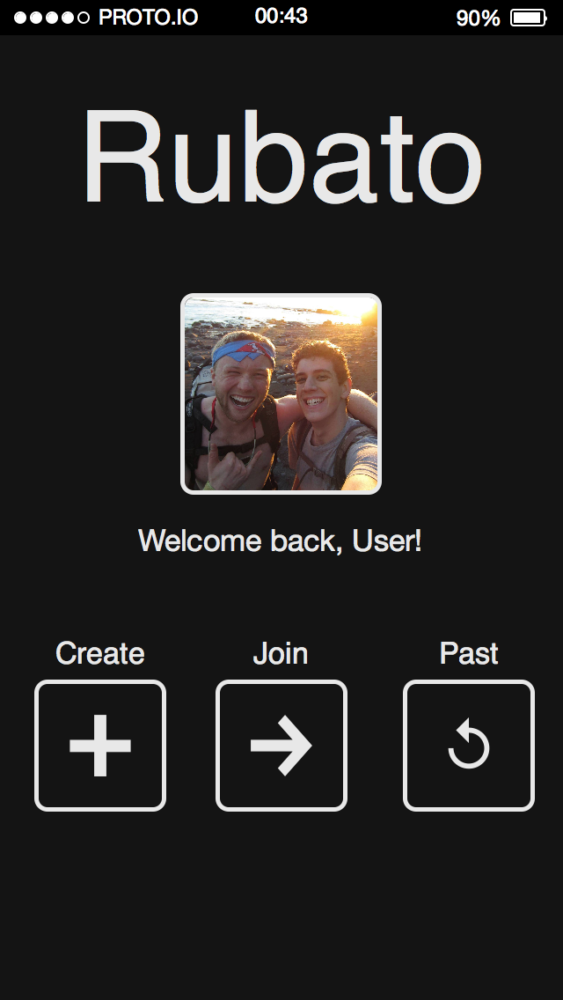 PROTO.IO 00:43 90%
Rubato
Welcome back, User!
Create Join Past